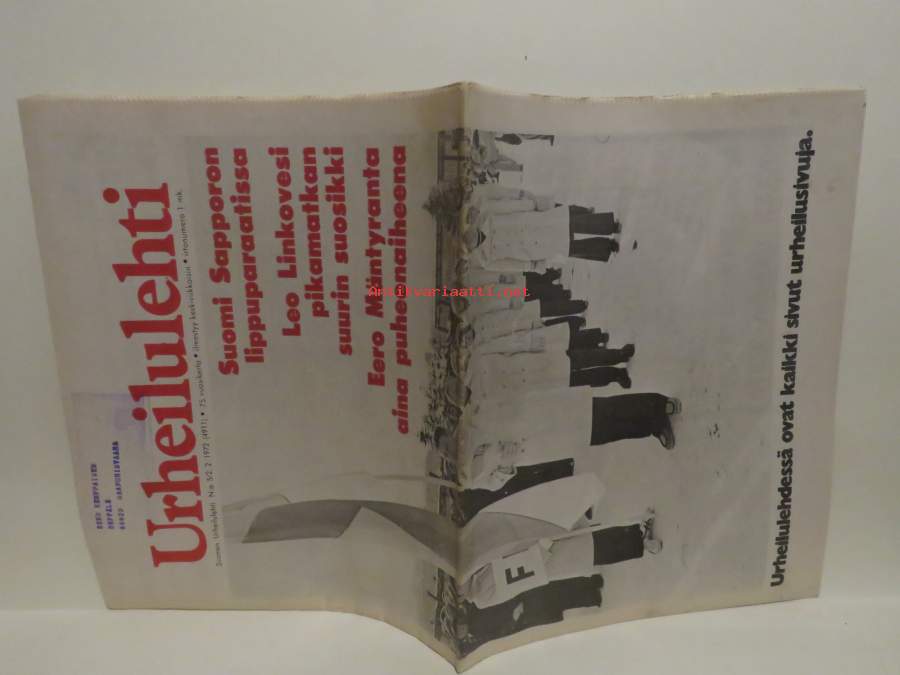 Urheilulehti
Suomen Urheilulehti N:o 5/2.2 1972 (4911) • 75. vuosikerta • ilmestyy keskiviikkoisin • irtonumero 1 mk.
Suomi Sapporon
lippuparaatissa
Leo Linkovesi
pikamatkan
suurin suosikki
Eero Mäntyranta
aina puheenaiheena
F
Urheilulehdessä ovat kaikki sivut urheilusivuja.
Antikvariaatti.net